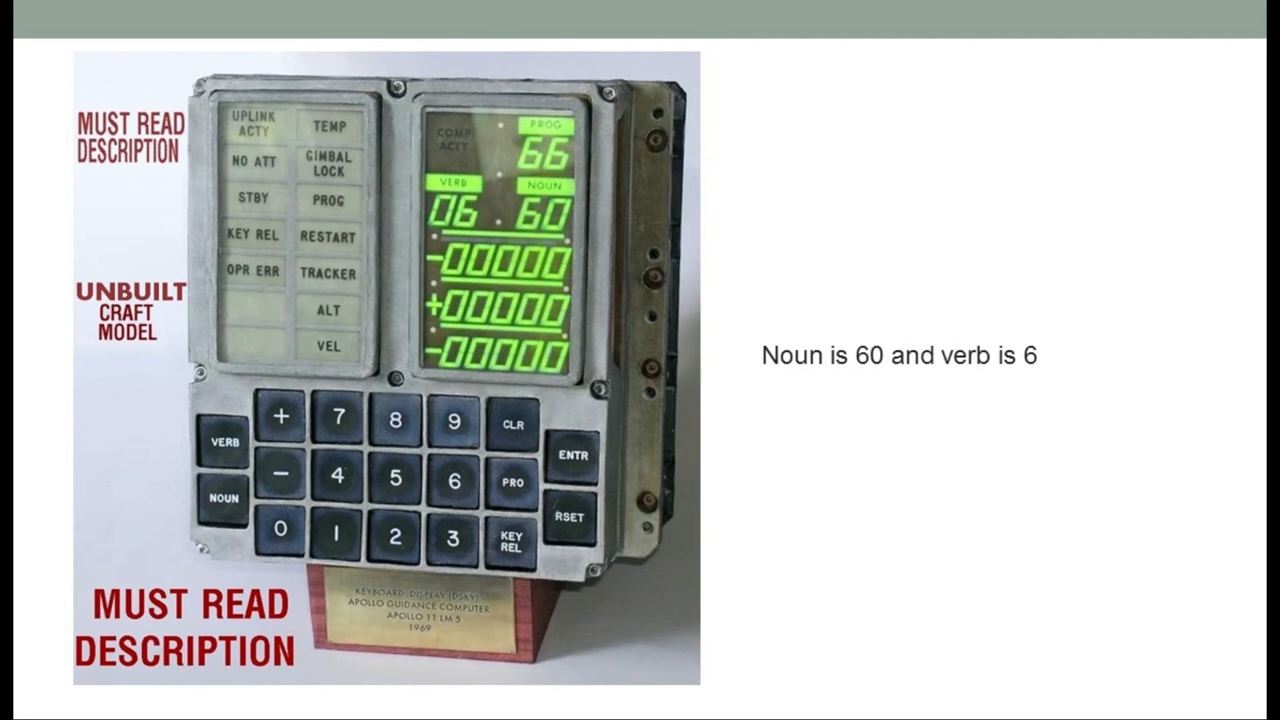 MUST READ
DESCRIPTION
UNBUILT
CRAFT
MODEL
MUST READ
DESCRIPTION
UPLINK
ACTY
TEMP
NO ATT
GIMBAL
LOCK
STBY
PROG
KEY REL
RESTART
OPR ERR
TRACKER
ALT
VEL
COMP
ACTY
PROG
66
VERB
NOUN
06
60
-00000
+00000
-00000
VERB
NOUN
+ 7 8 9 CLR
- 4 5 6 PRO
0 1 2 3 KEY
REL
ENTR
RSET
KEYBOARD DISPLAY (DSKY)
APOLLO GUIDANCE COMPUTER
APOLLO 11 LM 5
1969
Noun is 60 and verb is 6